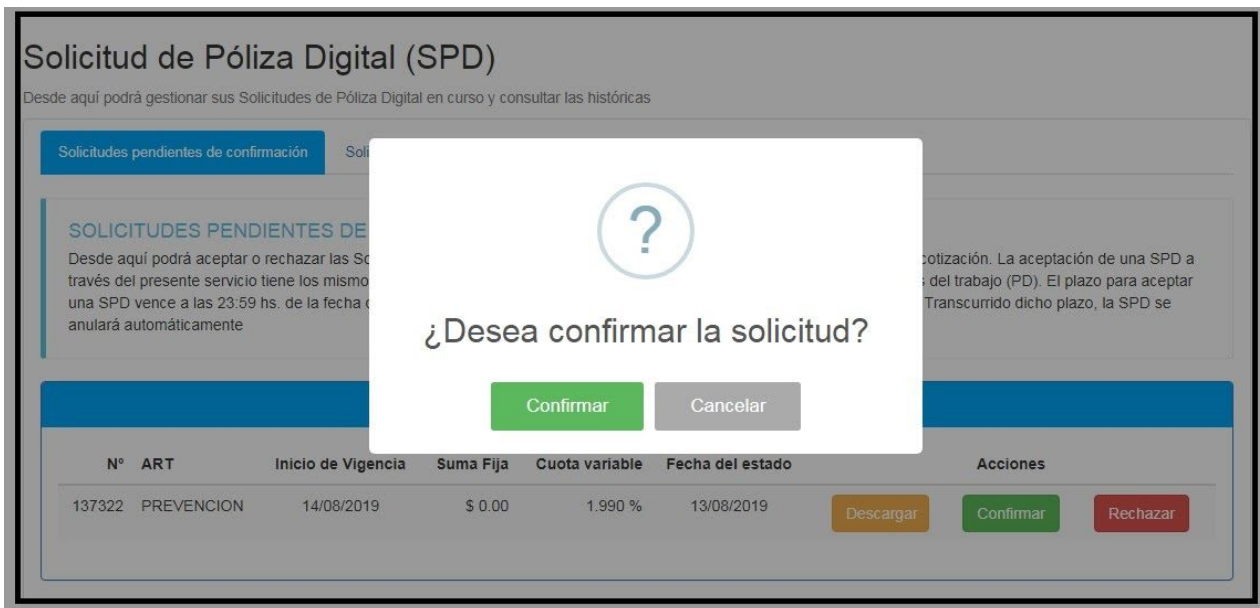 Solicitud de Póliza Digital (SPD)
Desde aquí podrá gestionar sus Solicitudes de Póliza Digital en curso y consultar las históricas
Solicitudes pendientes de confirmación Soli
SOLICITUDES PENDIENTES DE
Desde aquí podrá aceptar o rechazar las So cotización. La aceptación de una SPD a
través del presente servicio tiene los mismo del trabajo (PD). El plazo para aceptar
una SPD vence a las 23:59 hs. de la fecha Transcurrido dicho plazo, la SPD se
anulará automáticamente
?
¿Desea confirmar la solicitud?
Confirmar Cancelar
Nº ART Inicio de Vigencia Suma Fija Cuota variable Fecha del estado Acciones
137322 PREVENCION 14/08/2019 $ 0.00 1.990 % 13/08/2019 Descargar Confirmar Rechazar